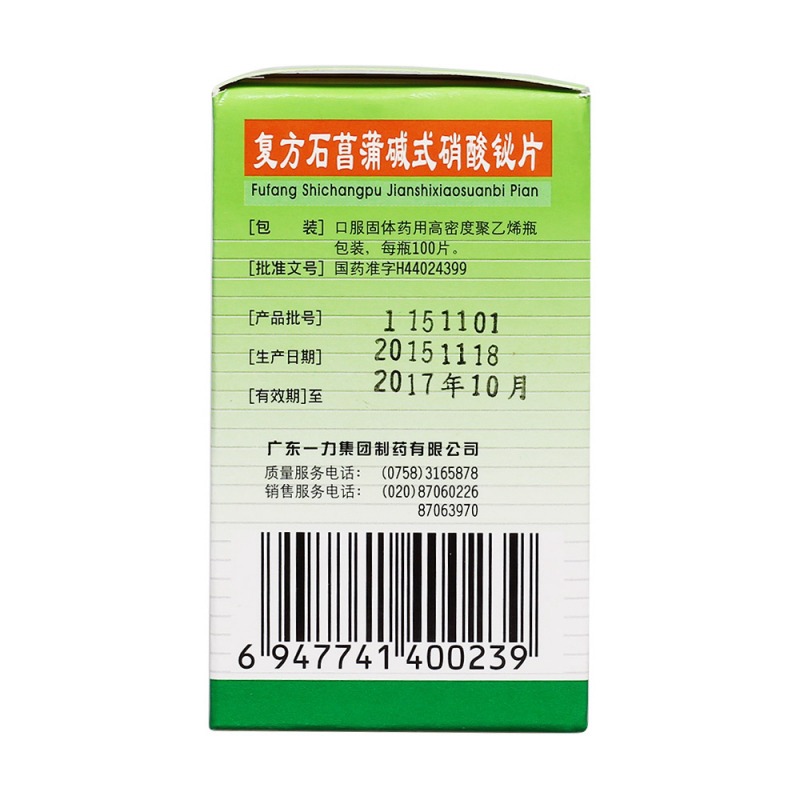 复方石菖蒲碱式硝酸铋片
Fufang Shichangpu Jianshixiaosuanbi Pian
[包 装] 口服固体药用高密度聚乙烯瓶
包装，每瓶100片。
[批准文号] 国药准字H44024399
[产品批号] 1 151101
[生产日期] 20151118
[有效期]至 2017年10月
广东一力集团制药有限公司
质量服务电话： (0758)3165878
销售服务电话： (020)87060226
87063970
6 947741 400239